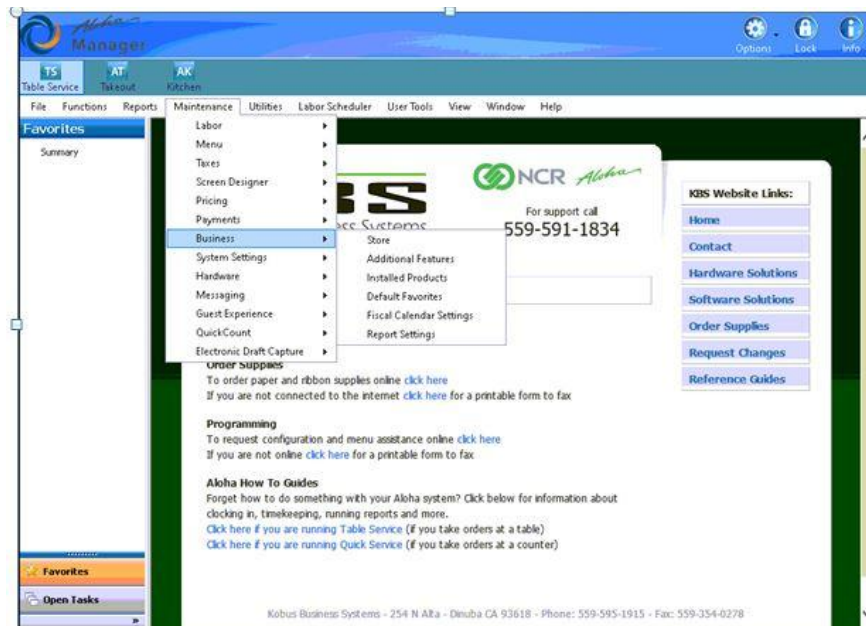 Aloha
Manager
Options
Lock
Info
TS
Table Service
AT
Takeout
AK
Kitchen
File Functions Reports Maintenance Utilities Labor Scheduler User Tools View Window Help
Favorites
Summary
Labor
Menu
Taxes
Screen Designer
Pricing
Payments
Business
System Settings
Hardware
Messaging
Guest Experience
QuickCount
Electronic Draft Capture
Store
Additional Features
Installed Products
Default Favorites
Fiscal Calendar Settings
Report Settings
BS
ess Systems
NCR Aloha
For support call
559-591-1834
KBS Website Links:
Home
Contact
Hardware Solutions
Software Solutions
Order Supplies
Request Changes
Reference Guides
Order Supplies
To order paper and ribbon supplies online click here
If you are not connected to the internet click here for a printable form to fax
Programming
To request configuration and menu assistance online click here
If you are not online click here for a printable form to fax
Aloha How To Guides
Forget how to do something with your Aloha system? Click below for information about
clocking in, timekeeping, running reports and more.
Click here if you are running Table Service (if you take orders at a table)
Click here if you are running Quick Service (if you take orders at a counter)
Favorites
Open Tasks
»
Kobus Business Systems - 254 N Alta - Dinuba CA 93618 - Phone: 559-595-1915 - Fax: 559-354-0278